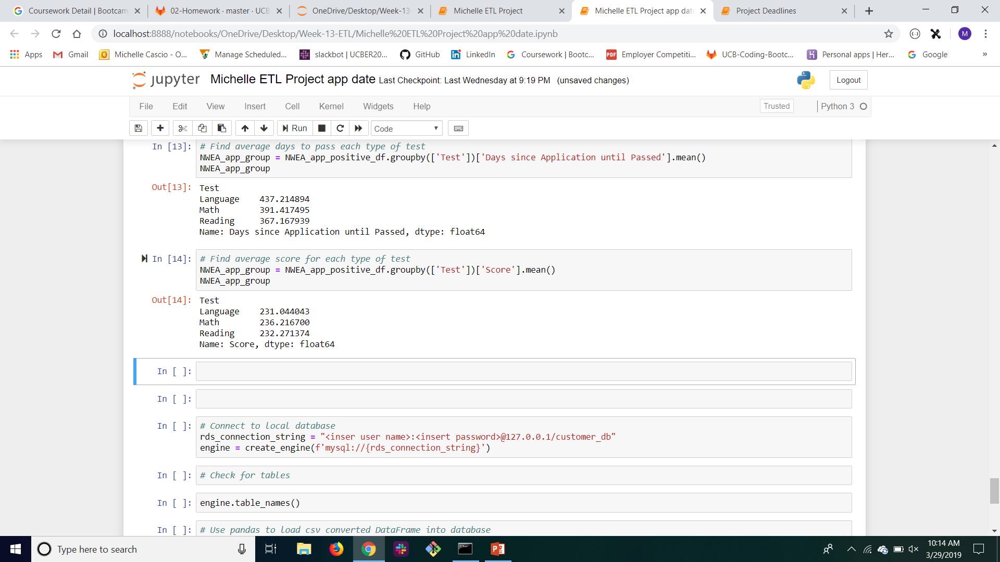 Coursework Detail | Bootcam
02-Homework · master · UCB
OneDrive/Desktop/Week-13-
Michelle ETL Project
Michelle ETL Project app date
Project Deadlines
localhost:8888/notebooks/OneDrive/Desktop/Week-13-ETL/Michelle%20ETL%20Project%20app%20date.ipynb
M
Apps
Gmail
Michelle Cascio - O...
Manage Scheduled...
slackbot | UCBER20...
GitHub
LinkedIn
Coursework | Bootc...
PDF
Employer Competiti...
UCB-Coding-Bootc...
Personal apps | Her...
Google
»
jupyter
Michelle ETL Project app date Last Checkpoint: Last Wednesday at 9:19 PM (unsaved changes)
Logout
File Edit View Insert Cell Kernel Widgets Help
Trusted
Python 3
Run
Code
In [13]: # Find average days to pass each type of test
NWEA_app_group = NWEA_app_positive_df.groupby(['Test'])['Days since Application until Passed'].mean()
NWEA_app_group
Out[13]: Test
Language 437.214894
Math 391.417495
Reading 367.167939
Name: Days since Application until Passed, dtype: float64
In [14]: # Find average score for each type of test
NWEA_app_group = NWEA_app_positive_df.groupby(['Test'])['Score'].mean()
NWEA_app_group
Out[14]: Test
Language 231.044043
Math 236.216700
Reading 232.271374
Name: Score, dtype: float64
In [ ]:
In [ ]:
In [ ]: # Connect to local database
rds_connection_string = "<inser user name>:<insert password>@127.0.0.1/customer_db"
engine = create_engine(f'mysql://{rds_connection_string}')
In [ ]: # Check for tables
In [ ]: engine.table_names()
In [ ]: # Use pandas to load csv converted DataFrame into database
Type here to search
10:14 AM
3/29/2019